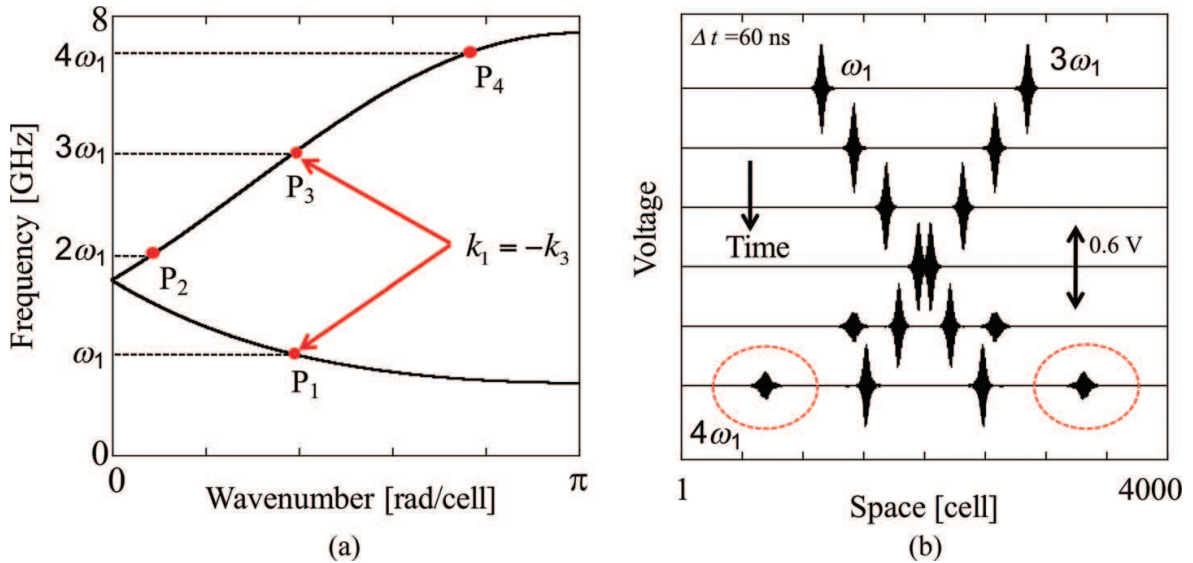 8
4ω₁
3ω₁
2ω₁
ω₁
0
Frequency [GHz]
P₄
P₃
P₂
P₁
k₁ = −k₃
0
π
Wavenumber [rad/cell]
(a)
Δt =60 ns
ω₁
3ω₁
Voltage
Time
0.6 V
4ω₁
1
4000
Space [cell]
(b)